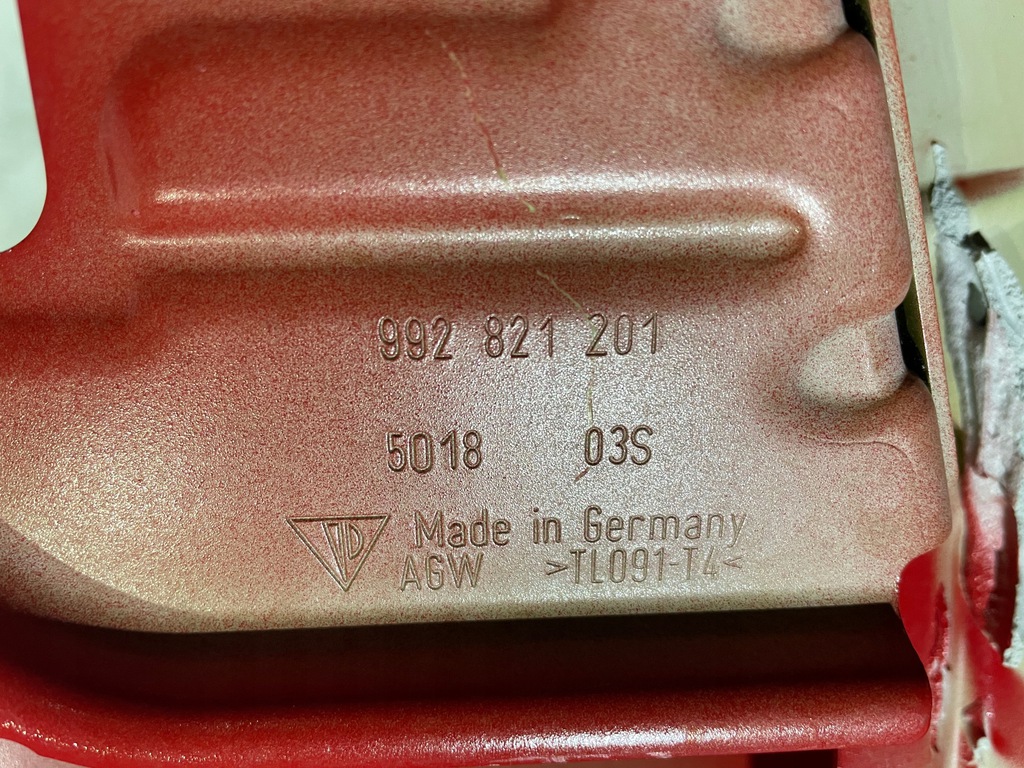 992 821 201
5018 03S
Made in Germany
AGW >TL091-T4<